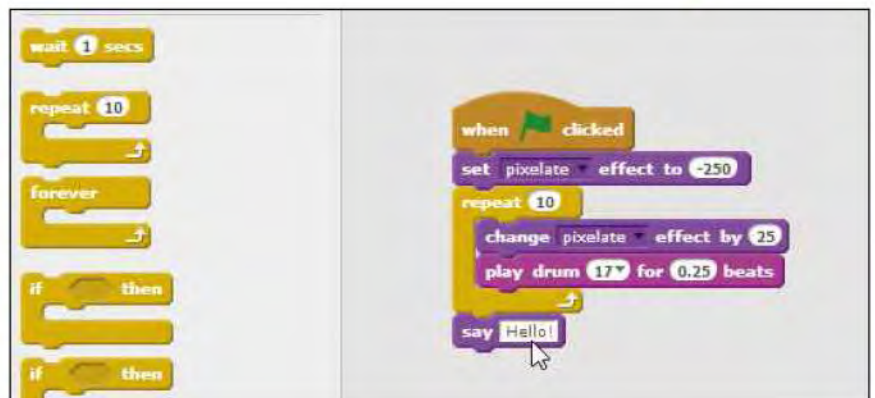 wait 1 secs
repeat 10
forever
if then
if then
when clicked
set pixelate effect to -250
repeat 10
change pixelate effect by 25
play drum 17 for 0.25 beats
say Hello!